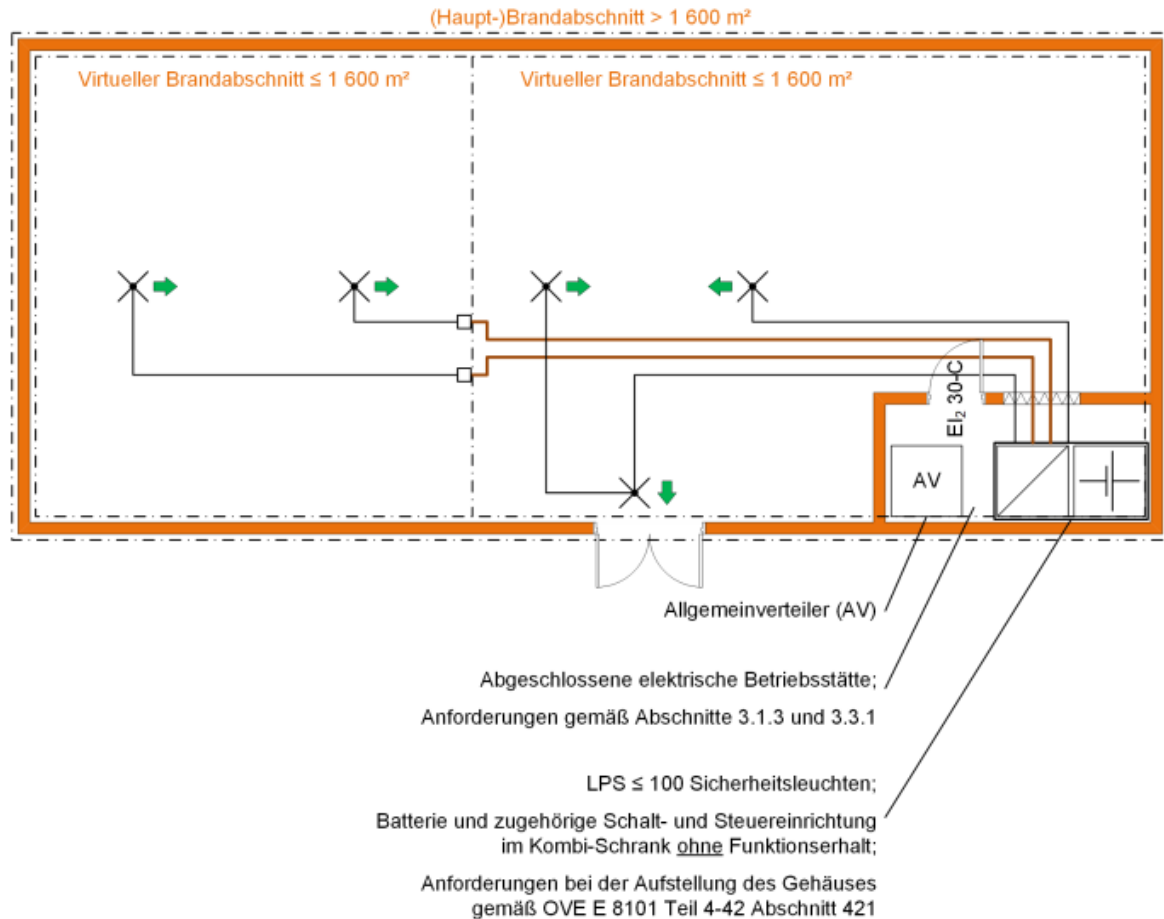 (Haupt-)Brandabschnitt > 1 600 m²
Virtueller Brandabschnitt ≤ 1 600 m²
Virtueller Brandabschnitt ≤ 1 600 m²
EI₂ 30-C
AV
Allgemeinverteiler (AV)
Abgeschlossene elektrische Betriebsstätte;
Anforderungen gemäß Abschnitte 3.1.3 und 3.3.1
LPS ≤ 100 Sicherheitsleuchten;
Batterie und zugehörige Schalt- und Steuereinrichtung
im Kombi-Schrank ohne Funktionserhalt;
Anforderungen bei der Aufstellung des Gehäuses
gemäß OVE E 8101 Teil 4-42 Abschnitt 421